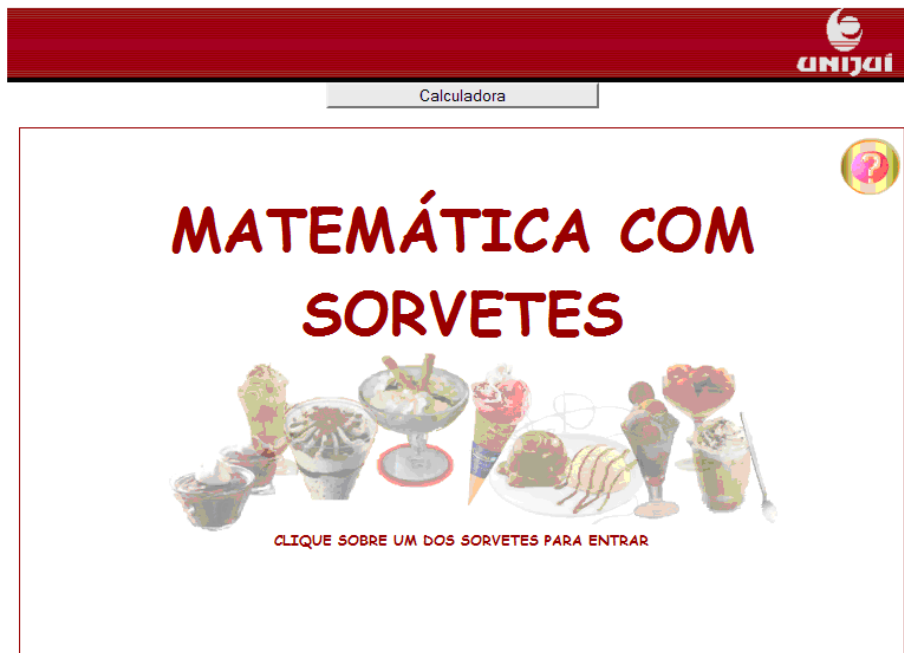 UNIJUÍ
Calculadora
?
MATEMÁTICA COM
SORVETES
CLIQUE SOBRE UM DOS SORVETES PARA ENTRAR